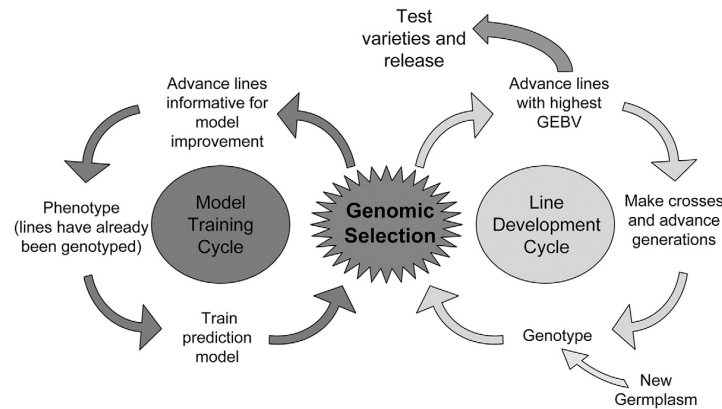 Test
varieties and
release
Advance lines
informative for
model
improvement
Advance lines
with highest
GEBV
Phenotype
(lines have already
been genotyped)
Model
Training
Cycle
Genomic
Selection
Line
Development
Cycle
Make crosses
and advance
generations
Train
prediction
model
Genotype
New
Germplasm